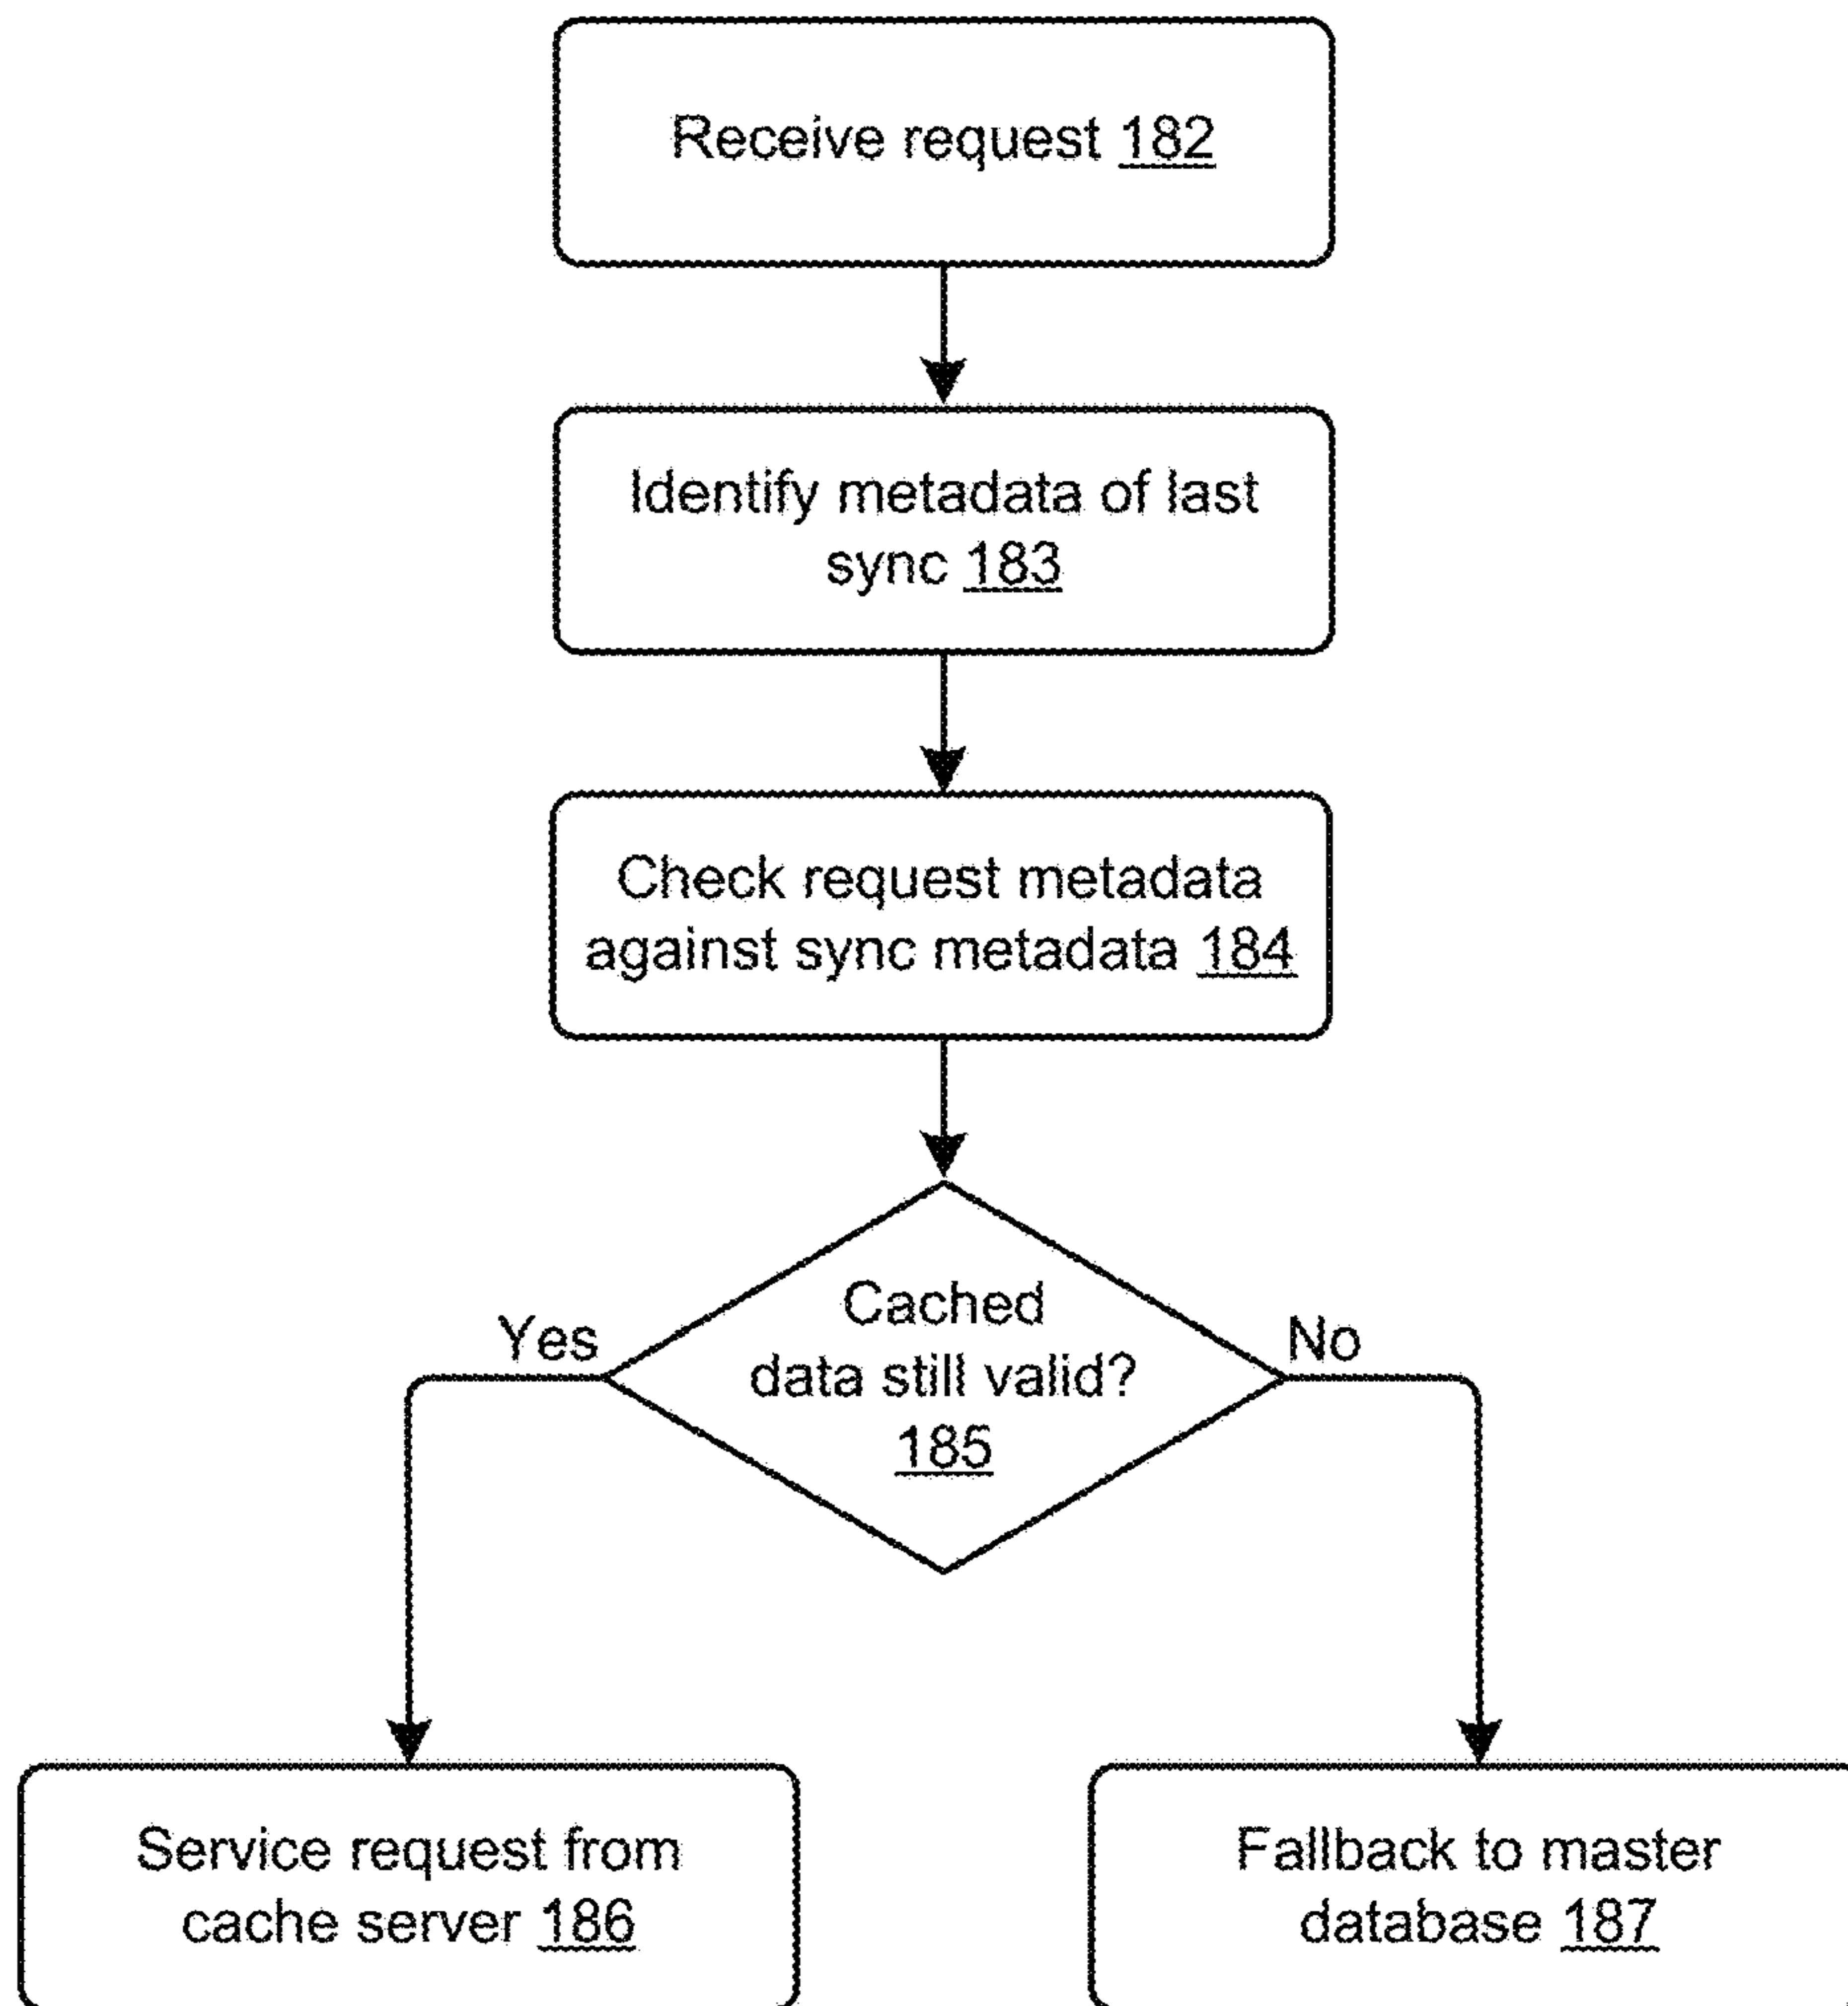 Receive request 182
Identify metadata of last
sync 183
Check request metadata
against sync metadata 184
Cached
data still valid?
185
Yes
No
Service request from
cache server 186
Fallback to master
database 187